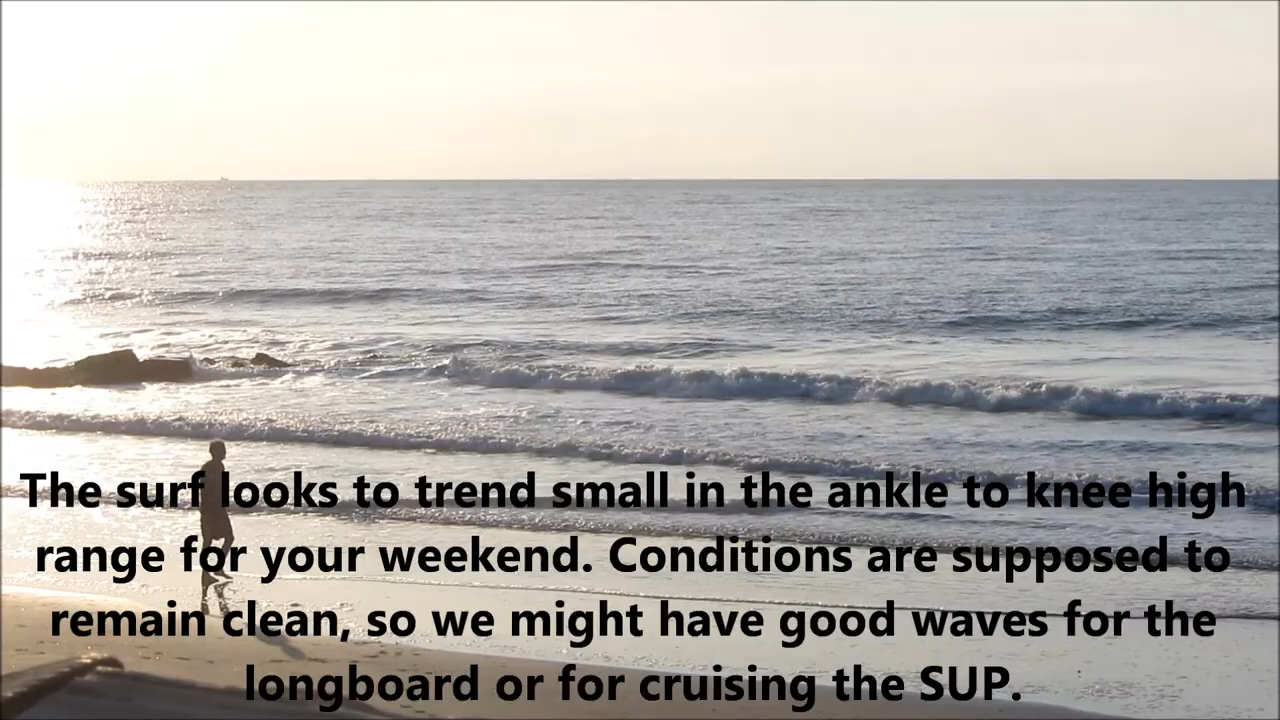 The surf looks to trend small in the ankle to knee high
range for your weekend. Conditions are supposed to
remain clean, so we might have good waves for the
longboard or for cruising the SUP.